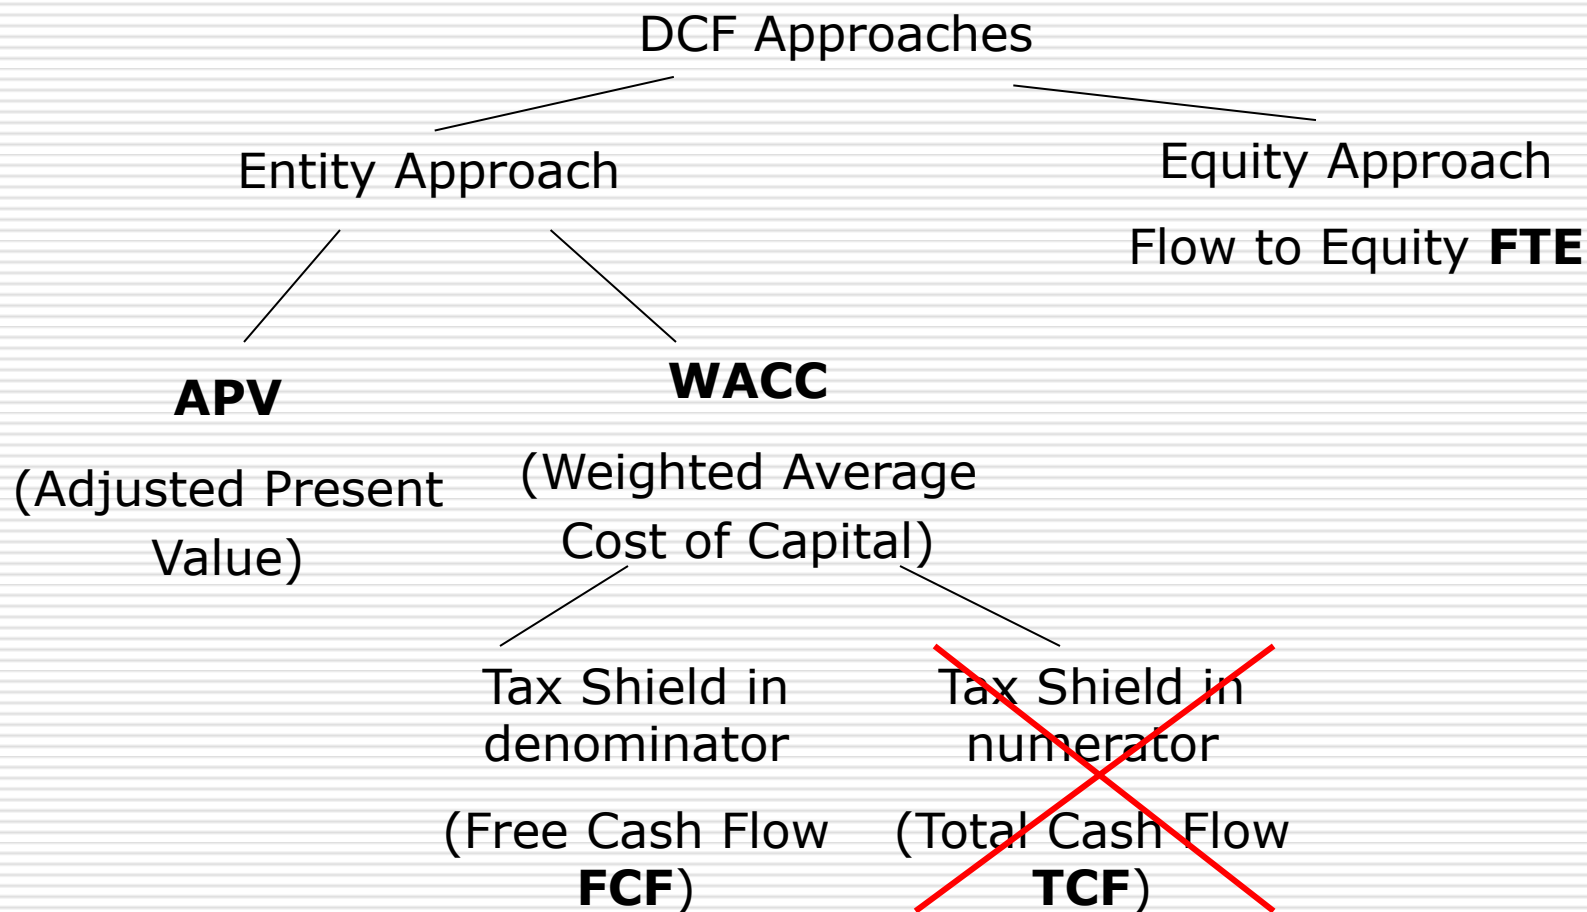 DCF Approaches
Entity Approach
Equity Approach
Flow to Equity FTE
APV
(Adjusted Present
Value)
WACC
(Weighted Average
Cost of Capital)
Tax Shield in
denominator
(Free Cash Flow
FCF)
Tax Shield in
numerator
(Total Cash Flow
TCF)